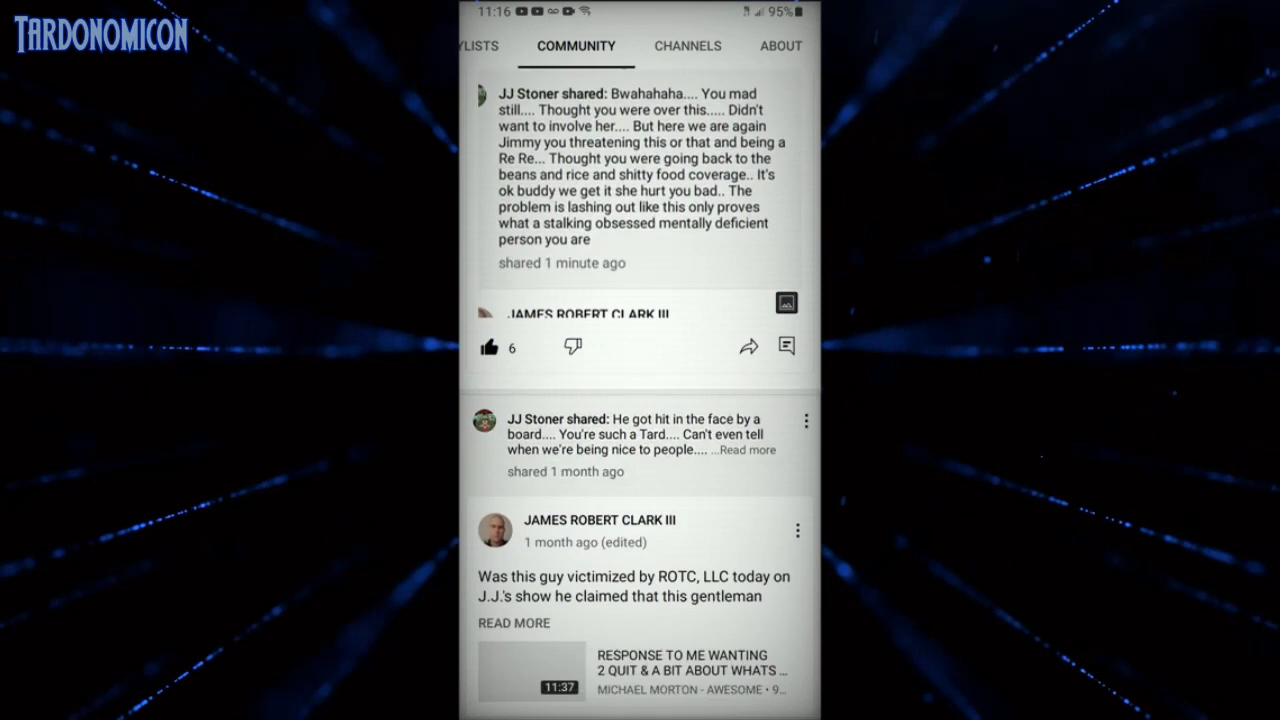 TARDONOMICON
11:16
95%
YLISTS
COMMUNITY
CHANNELS
ABOUT
JJ Stoner shared: Bwahahaha.... You mad
still.... Thought you were over this..... Didn't
want to involve her.... But here we are again
Jimmy you threatening this or that and being a
Re Re... Thought you were going back to the
beans and rice and shitty food coverage.. It's
ok buddy we get it she hurt you bad.. The
problem is lashing out like this only proves
what a stalking obsessed mentally deficient
person you are
shared 1 minute ago
JAMES ROBERT CLARK III
6
JJ Stoner shared: He got hit in the face by a
board.... You're such a Tard.... Can't even tell
when we're being nice to people.... ...Read more
shared 1 month ago
JAMES ROBERT CLARK III
1 month ago (edited)
Was this guy victimized by ROTC, LLC today on
J.J.'s show he claimed that this gentleman
READ MORE
11:37
RESPONSE TO ME WANTING
2 QUIT & A BIT ABOUT WHATS ...
MICHAEL MORTON - AWESOME • 9...